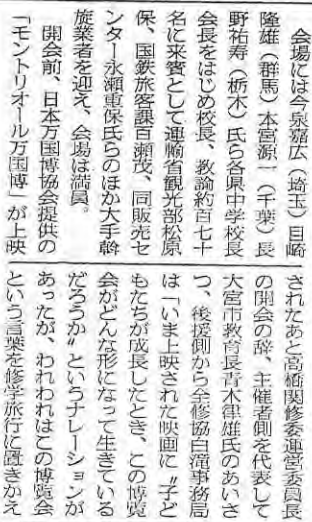 会場には今泉嘉広（埼玉）目崎
隆雄（群馬）本宮源一（千葉）長
野祐寿（栃木）氏ら各県中学校長
会長をはじめ校長、教諭約百七十
名に来賓として運輸省観光部松原
保、国鉄旅客課百瀬茂、同販売セ
ンター永瀬重保氏らのほか大手斡
旋業者を迎え、会場は満員。
開会前、日本万国博協会提供の
「モントリオール万国博」が上映
されたあと高橋関修委運営委員長
の開会の辞、主催者側を代表して
大宮市教育長青木律雄氏のあいさ
つ、後援側から全修協白滝事務局
は「いま上映された映画に〝子ど
もたちが成長したとき、この博覧
会がどんな形になって生きている
だろうか〟というナレーションが
あったが、われわれはこの博覧会
という言葉を修学旅行に置きかえ